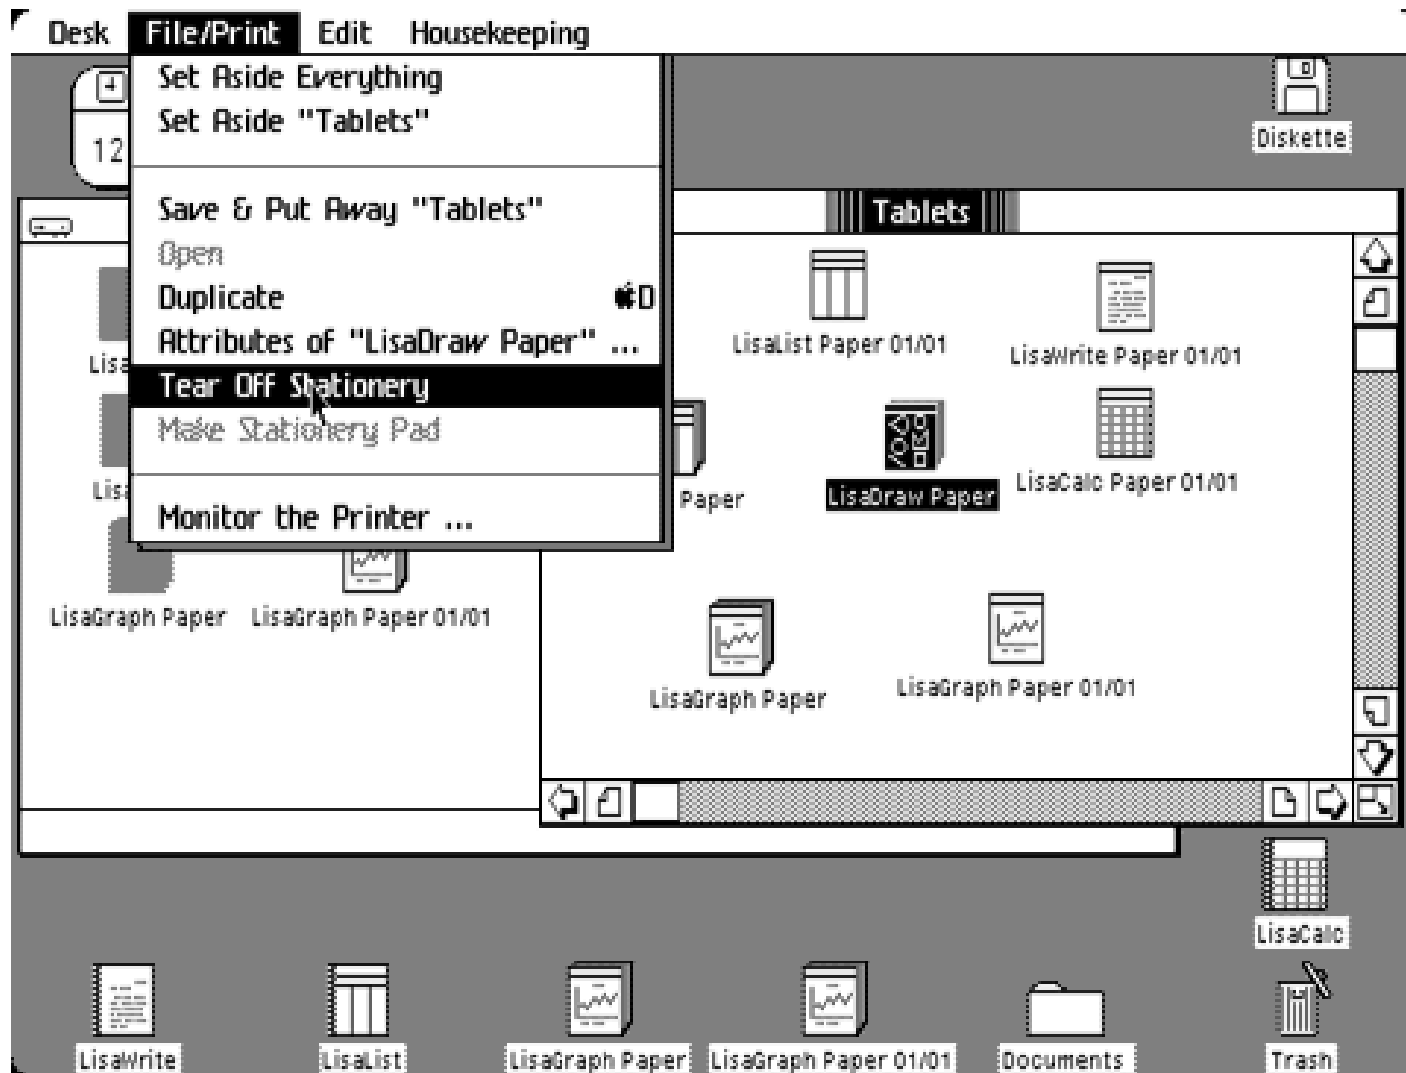 Desk File/Print Edit Housekeeping
Set Aside Everything
Set Aside "Tablets"
Save & Put Away "Tablets"
Open
Duplicate D
Attributes of "LisaDraw Paper" ...
Tear Off Stationery
Make Stationery Pad
Monitor the Printer ...
12
Diskette
Tablets
LisaList Paper 01/01
LisaWrite Paper 01/01
Lisa
Paper
LisaDraw Paper
LisaCalc Paper 01/01
Lis
LisaGraph Paper LisaGraph Paper 01/01
LisaGraph Paper
LisaGraph Paper 01/01
LisaCalc
LisaWrite
LisaList
LisaGraph Paper
LisaGraph Paper 01/01
Documents
Trash